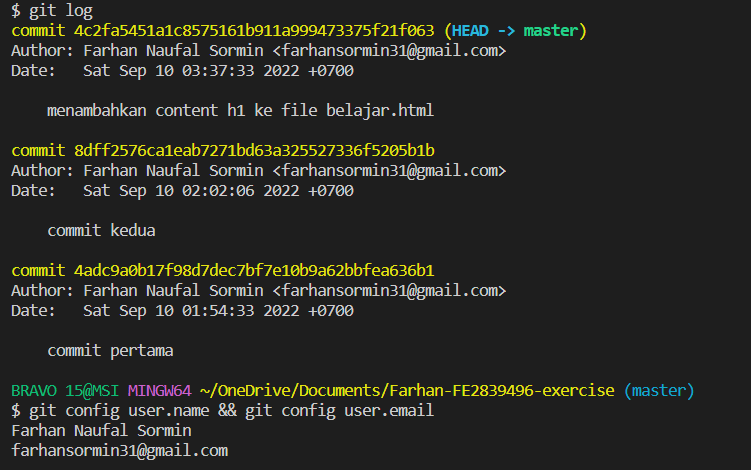 $ git log
commit 4c2fa5451a1c8575161b911a999473375f21f063 (HEAD -> master)
Author: Farhan Naufal Sormin <farhansormin31@gmail.com>
Date:   Sat Sep 10 03:37:33 2022 +0700
    menambahkan content h1 ke file belajar.html
commit 8dff2576ca1eab7271bd63a325527336f5205b1b
Author: Farhan Naufal Sormin <farhansormin31@gmail.com>
Date:   Sat Sep 10 02:02:06 2022 +0700
    commit kedua
commit 4adc9a0b17f98d7dec7bf7e10b9a62bbfea636b1
Author: Farhan Naufal Sormin <farhansormin31@gmail.com>
Date:   Sat Sep 10 01:54:33 2022 +0700
    commit pertama
BRAVO 15@MSI MINGW64 ~/OneDrive/Documents/Farhan-FE2839496-exercise (master)
$ git config user.name && git config user.email
Farhan Naufal Sormin
farhansormin31@gmail.com